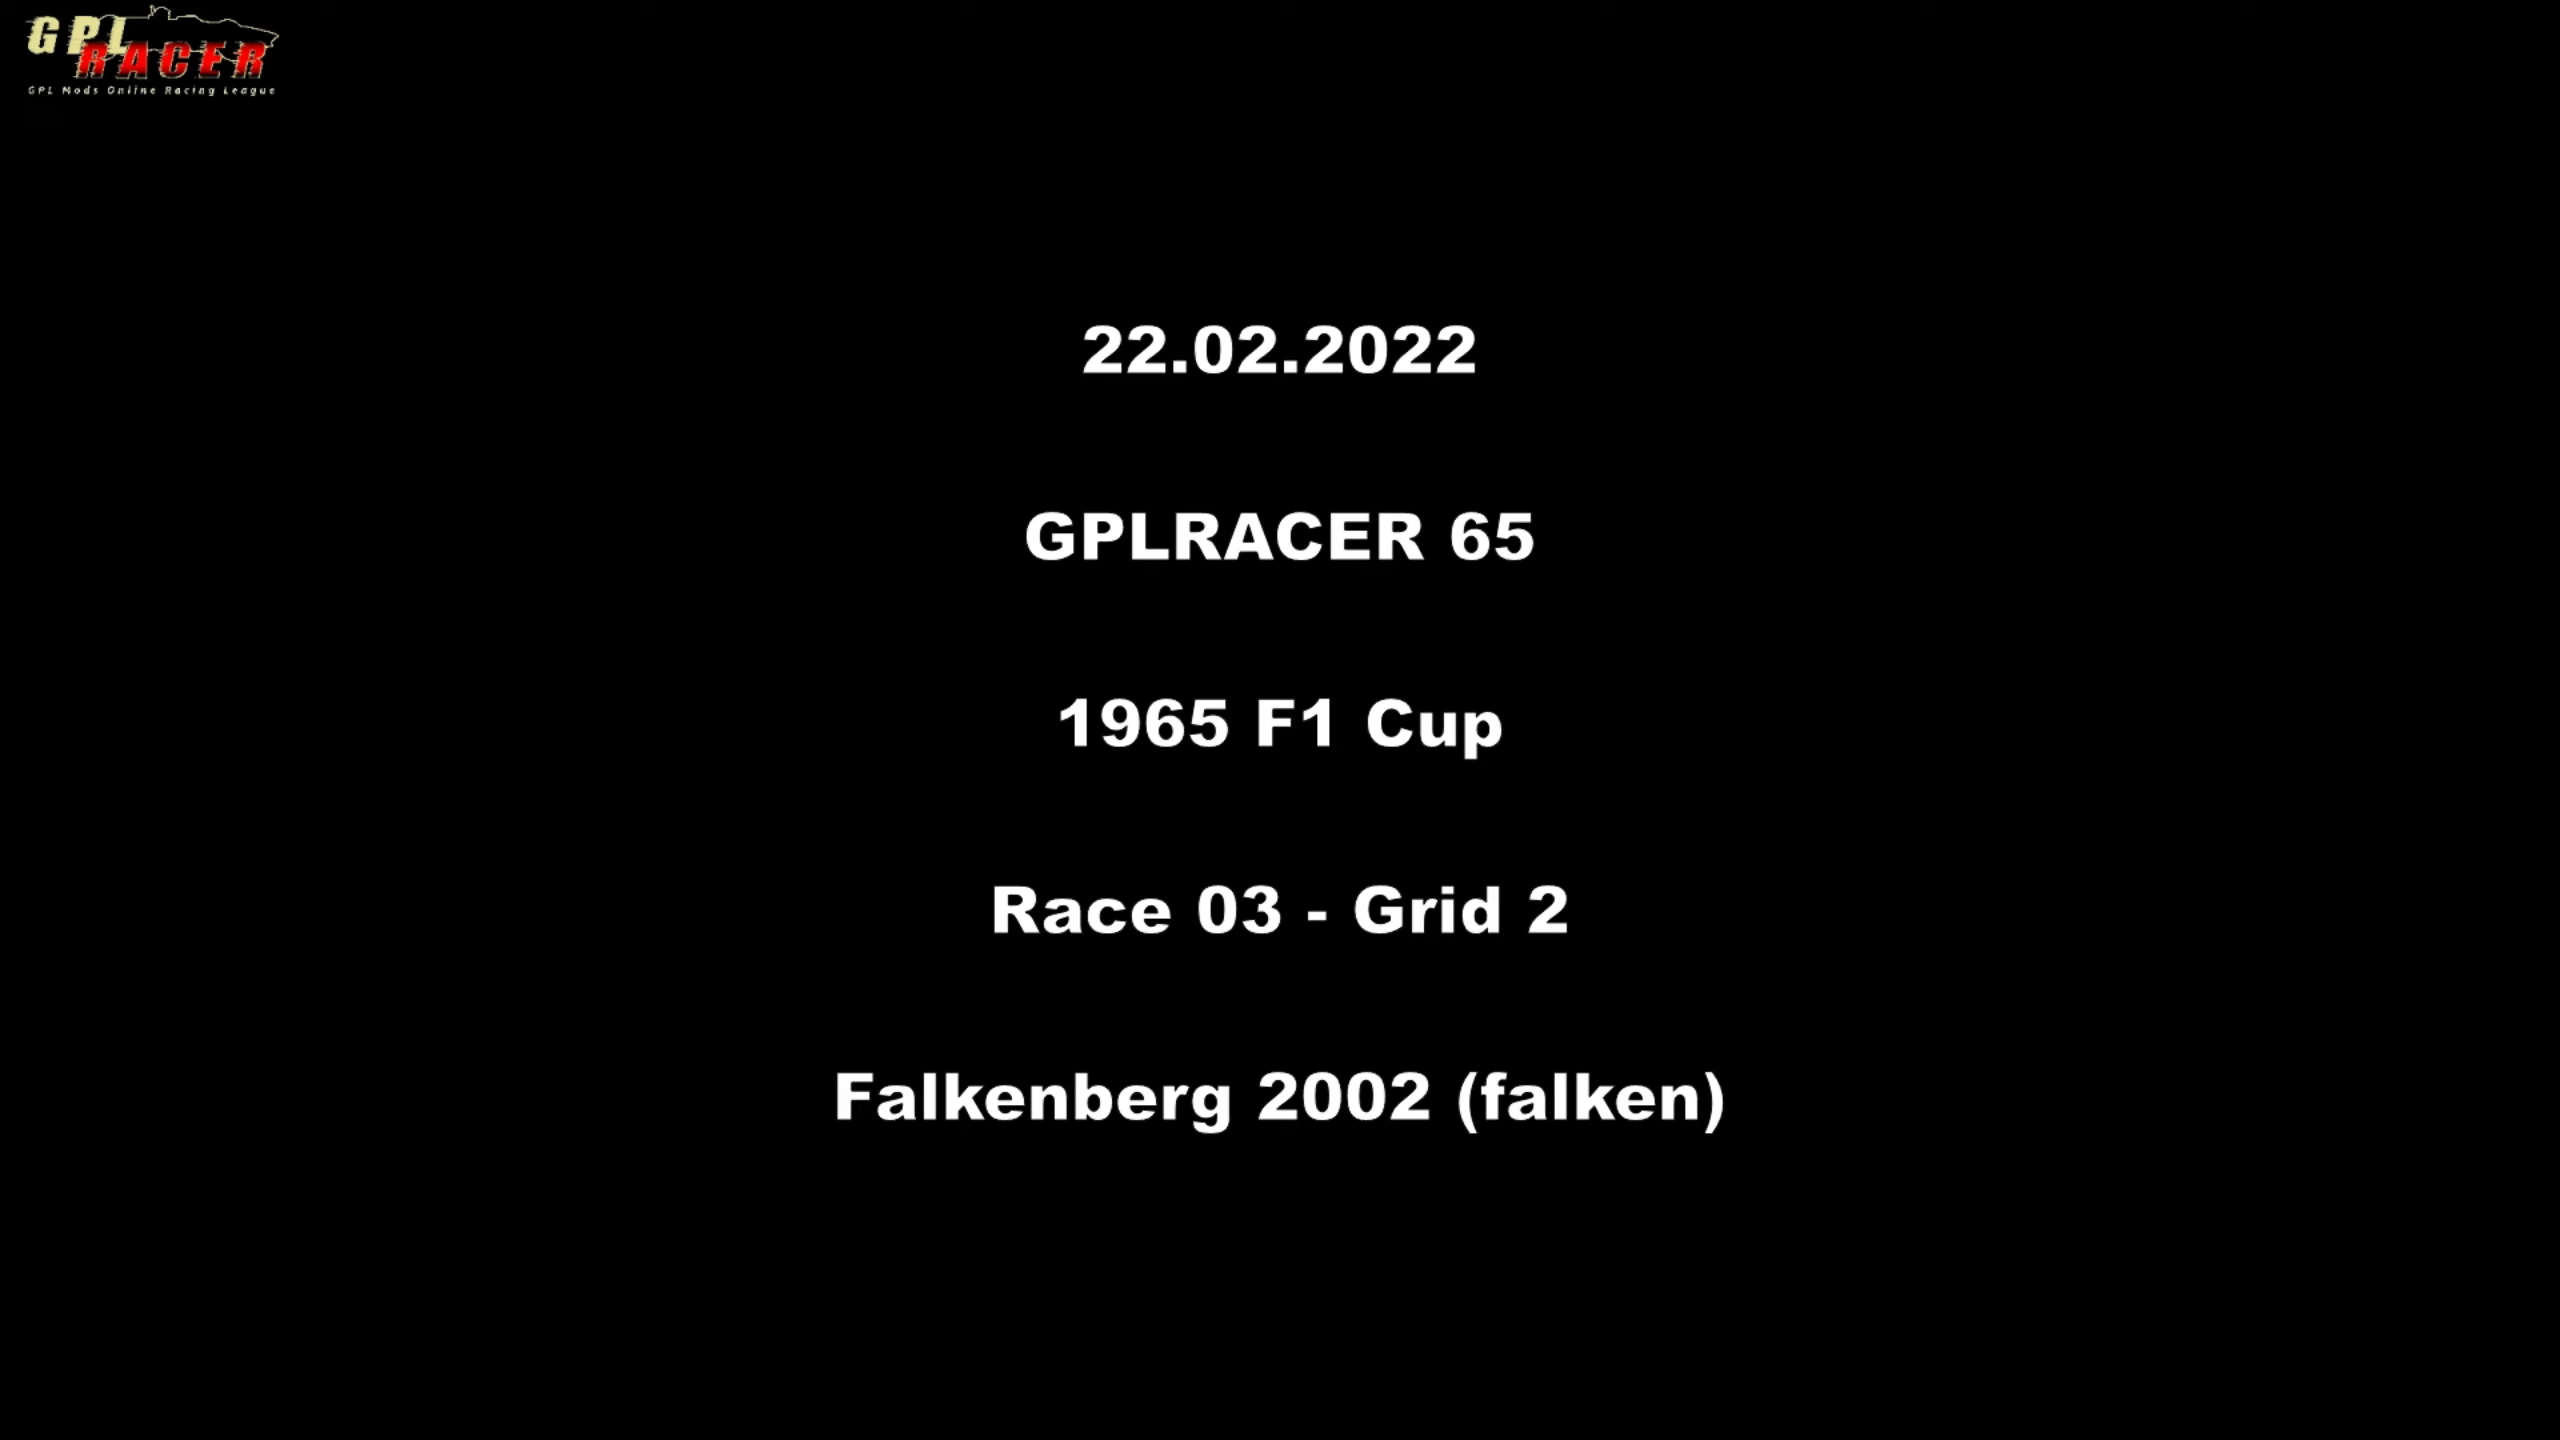 GPL
RACER
GPL Mods Online Racing League
22.02.2022
GPLRACER 65
1965 F1 Cup
Race 03 - Grid 2
Falkenberg 2002 (falken)